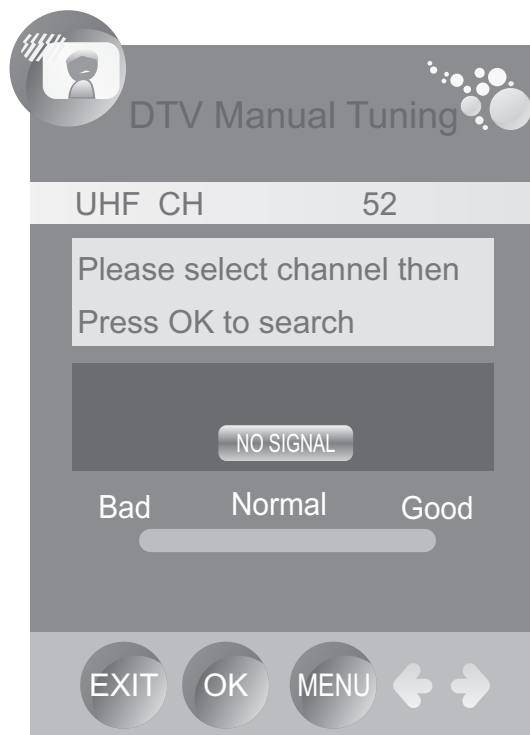 DTV Manual Tuning
UHF CH 52
Please select channel then
Press OK to search
NO SIGNAL
Bad Normal Good
EXIT OK MENU